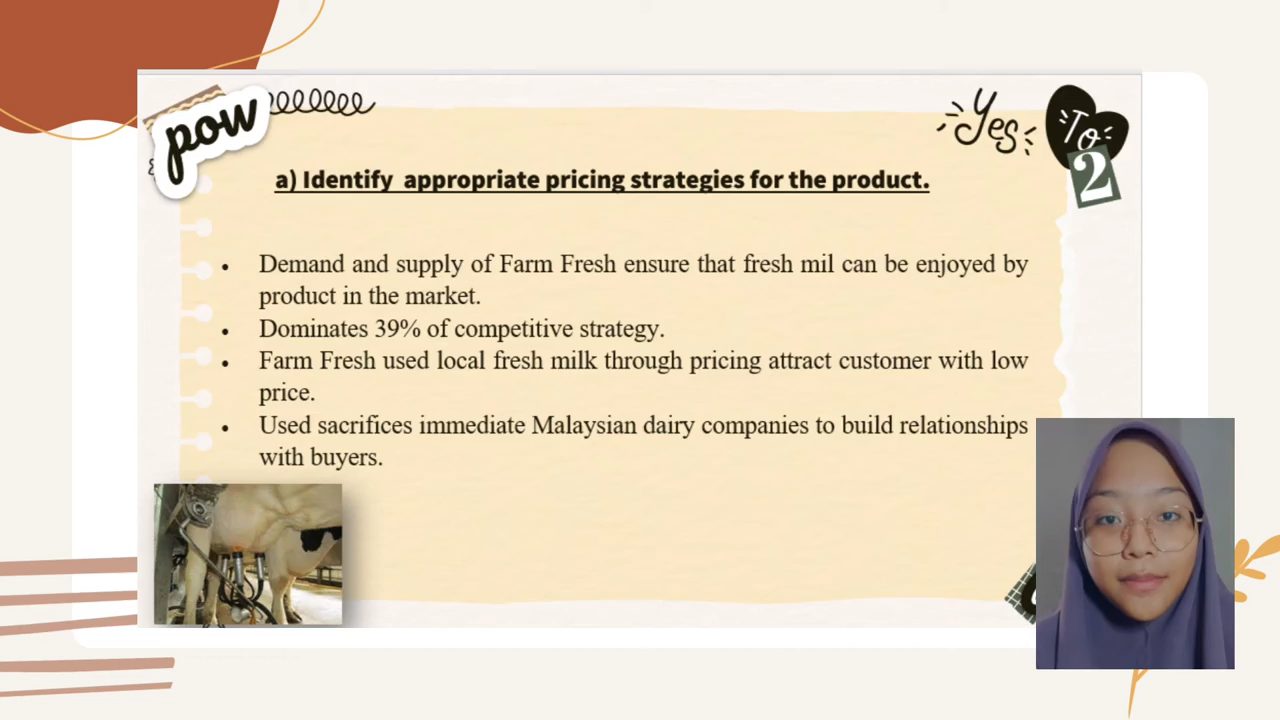 pow
Yes
To
2
a) Identify appropriate pricing strategies for the product.
• Demand and supply of Farm Fresh ensure that fresh mil can be enjoyed by
product in the market.
• Dominates 39% of competitive strategy.
• Farm Fresh used local fresh milk through pricing attract customer with low
price.
• Used sacrifices immediate Malaysian dairy companies to build relationships
with buyers.